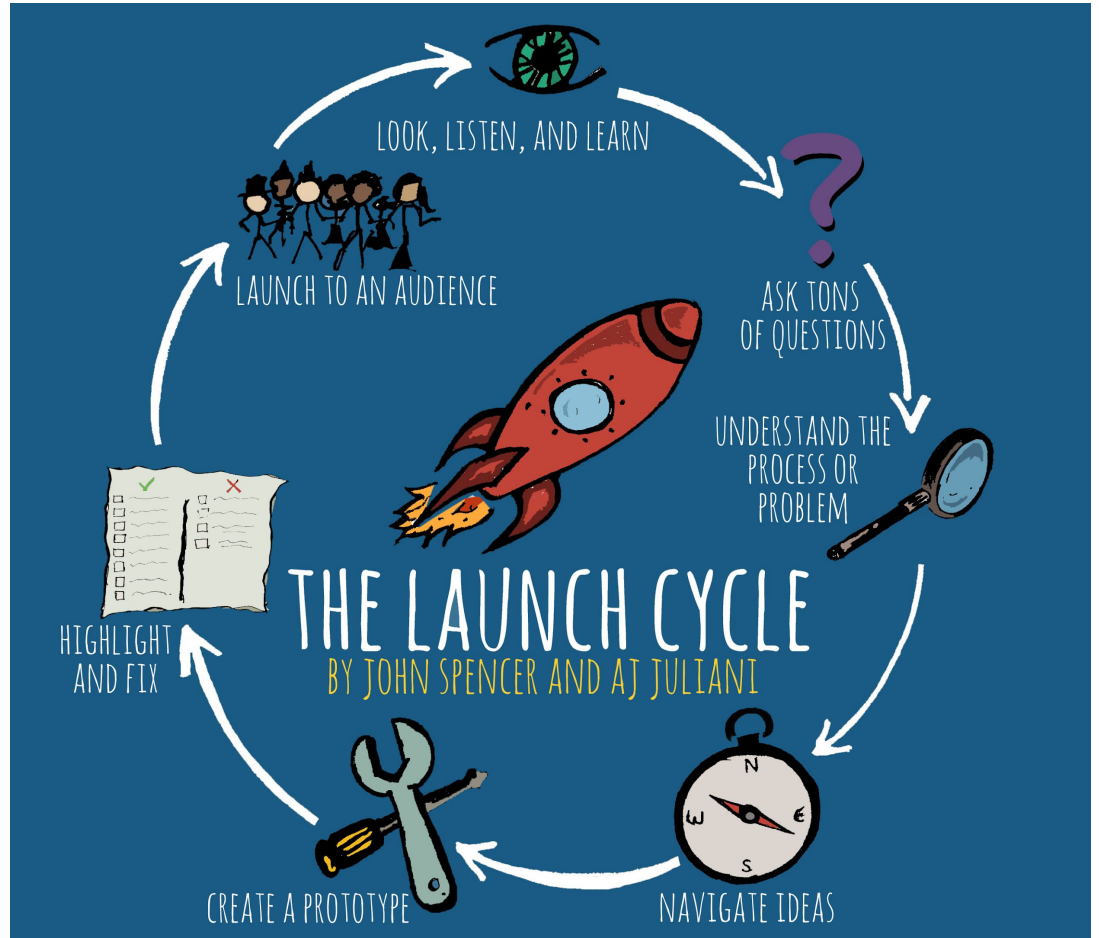 LOOK, LISTEN, AND LEARN
ASK TONS
OF QUESTIONS
UNDERSTAND THE
PROCESS OR
PROBLEM
NAVIGATE IDEAS
N
E
S
W
CREATE A PROTOTYPE
HIGHLIGHT
AND FIX
LAUNCH TO AN AUDIENCE
THE LAUNCH CYCLE
BY JOHN SPENCER AND AJ JULIANI